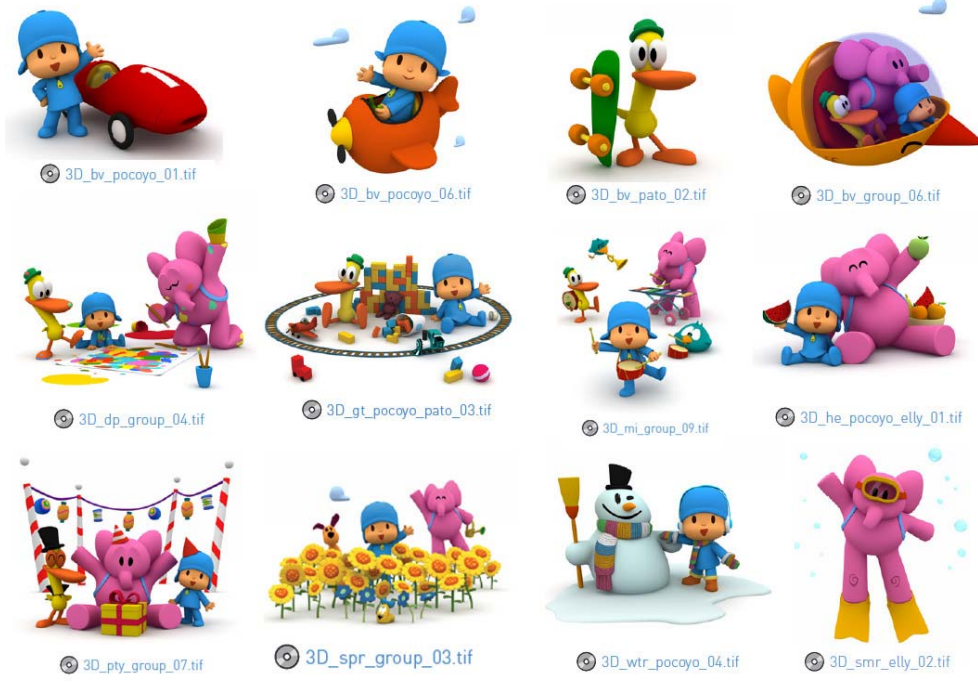 1
3D_bv_pocoyo_01.tif
3D_bv_pocoyo_06.tif
3D_bv_pato_02.tif
3D_bv_group_06.tif
3D_dp_group_04.tif
3D_gt_pocoyo_pato_03.tif
3D_mi_group_09.tif
3D_he_pocoyo_elly_01.tif
3D_pty_group_07.tif
3D_spr_group_03.tif
3D_wtr_pocoyo_04.tif
3D_smr_elly_02.tif